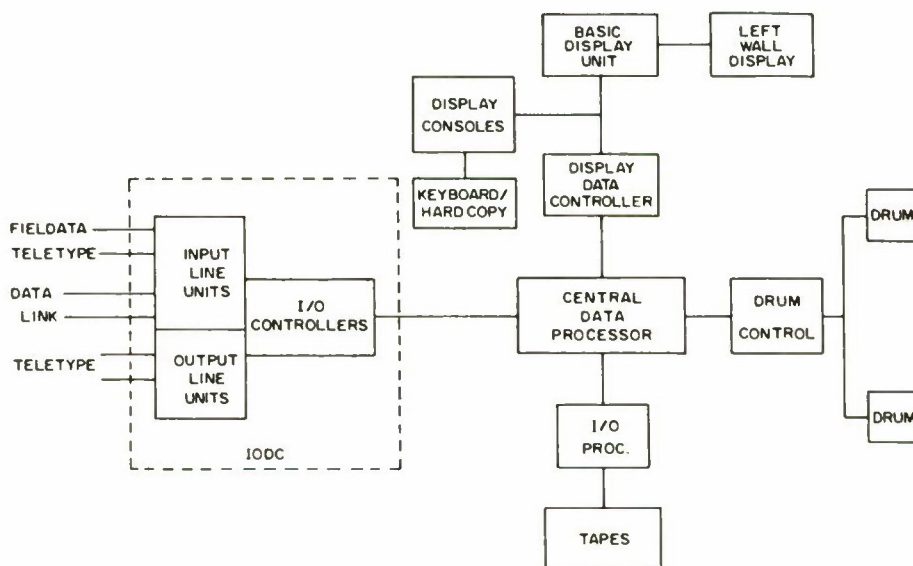 BASIC
DISPLAY
UNIT
LEFT
WALL
DISPLAY
DISPLAY
CONSOLES
KEYBOARD/
HARD COPY
DISPLAY
DATA
CONTROLLER
DRUM
FIELDATA
TELETYPE
DATA
LINK
TELETYPE
INPUT
LINE
UNITS
OUTPUT
LINE
UNITS
I/O
CONTROLLERS
IODC
CENTRAL
DATA
PROCESSOR
DRUM
CONTROL
DRUM
I/O
PROC.
TAPES